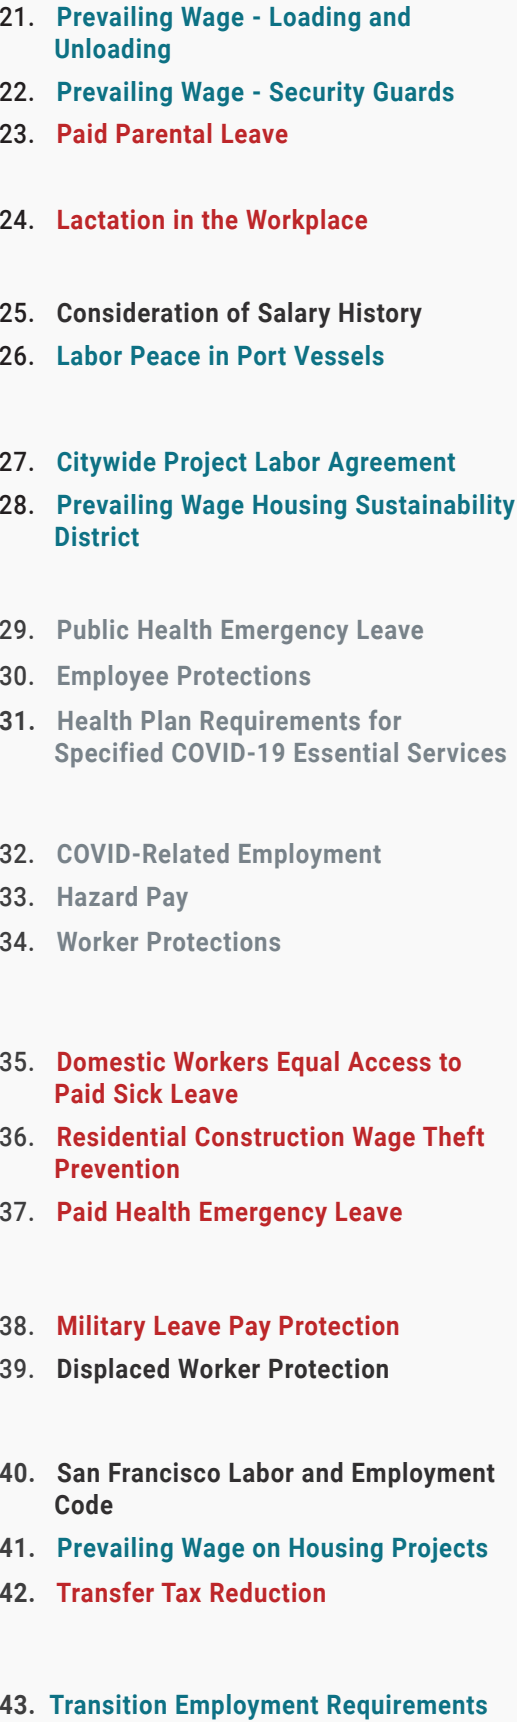 21. Prevailing Wage - Loading and
Unloading
22. Prevailing Wage - Security Guards
23. Paid Parental Leave
24. Lactation in the Workplace
25. Consideration of Salary History
26. Labor Peace in Port Vessels
27. Citywide Project Labor Agreement
28. Prevailing Wage Housing Sustainability
District
29. Public Health Emergency Leave
30. Employee Protections
31. Health Plan Requirements for
Specified COVID-19 Essential Services
32. COVID-Related Employment
33. Hazard Pay
34. Worker Protections
35. Domestic Workers Equal Access to
Paid Sick Leave
36. Residential Construction Wage Theft
Prevention
37. Paid Health Emergency Leave
38. Military Leave Pay Protection
39. Displaced Worker Protection
40. San Francisco Labor and Employment
Code
41. Prevailing Wage on Housing Projects
42. Transfer Tax Reduction
43. Transition Employment Requirements